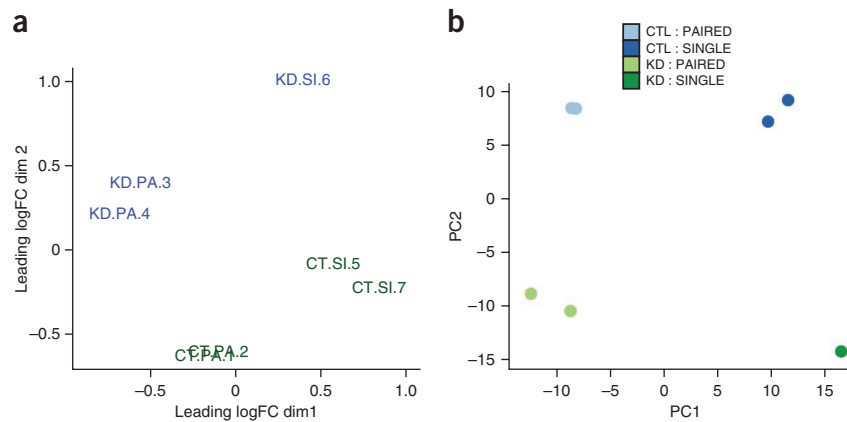 a
1.0
0.5
0
–0.5
Leading logFC dim 2
KD.SI.6
KD.PA.3
KD.PA.4
CT.SI.5
CT.SI.7
CT.PA.1
CT.PA.2
–0.5
0
0.5
1.0
Leading logFC dim1
b
CTL : PAIRED
CTL : SINGLE
KD : PAIRED
KD : SINGLE
10
5
0
–5
–10
–15
PC2
–10
–5
0
5
10
15
PC1